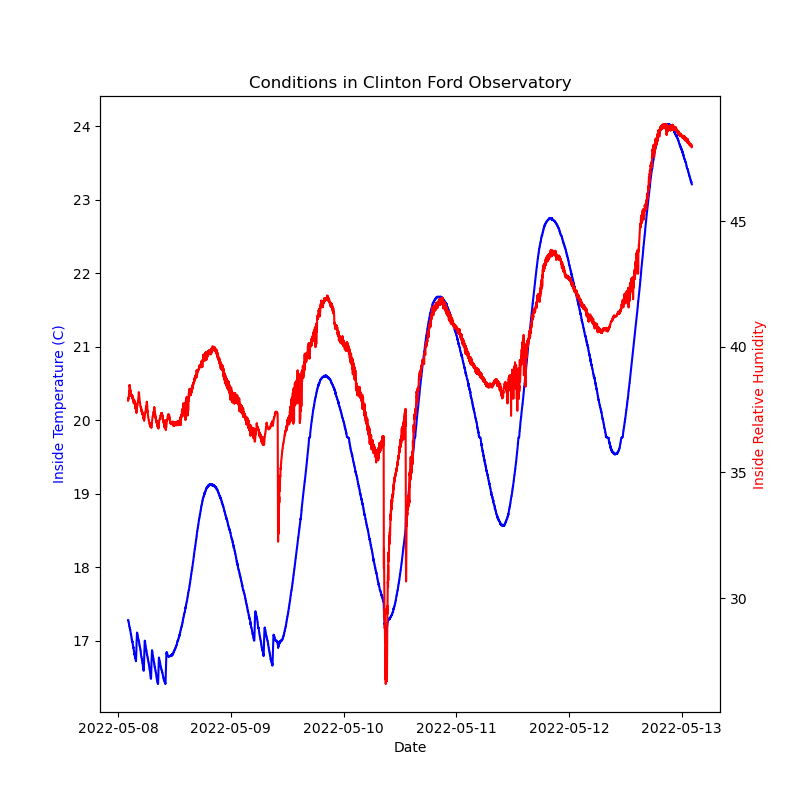 Conditions in Clinton Ford Observatory
24
23
22
21
20
19
18
17
Inside Temperature (C)
45
40
35
30
Inside Relative Humidity
2022-05-08 2022-05-09 2022-05-10 2022-05-11 2022-05-12 2022-05-13
Date